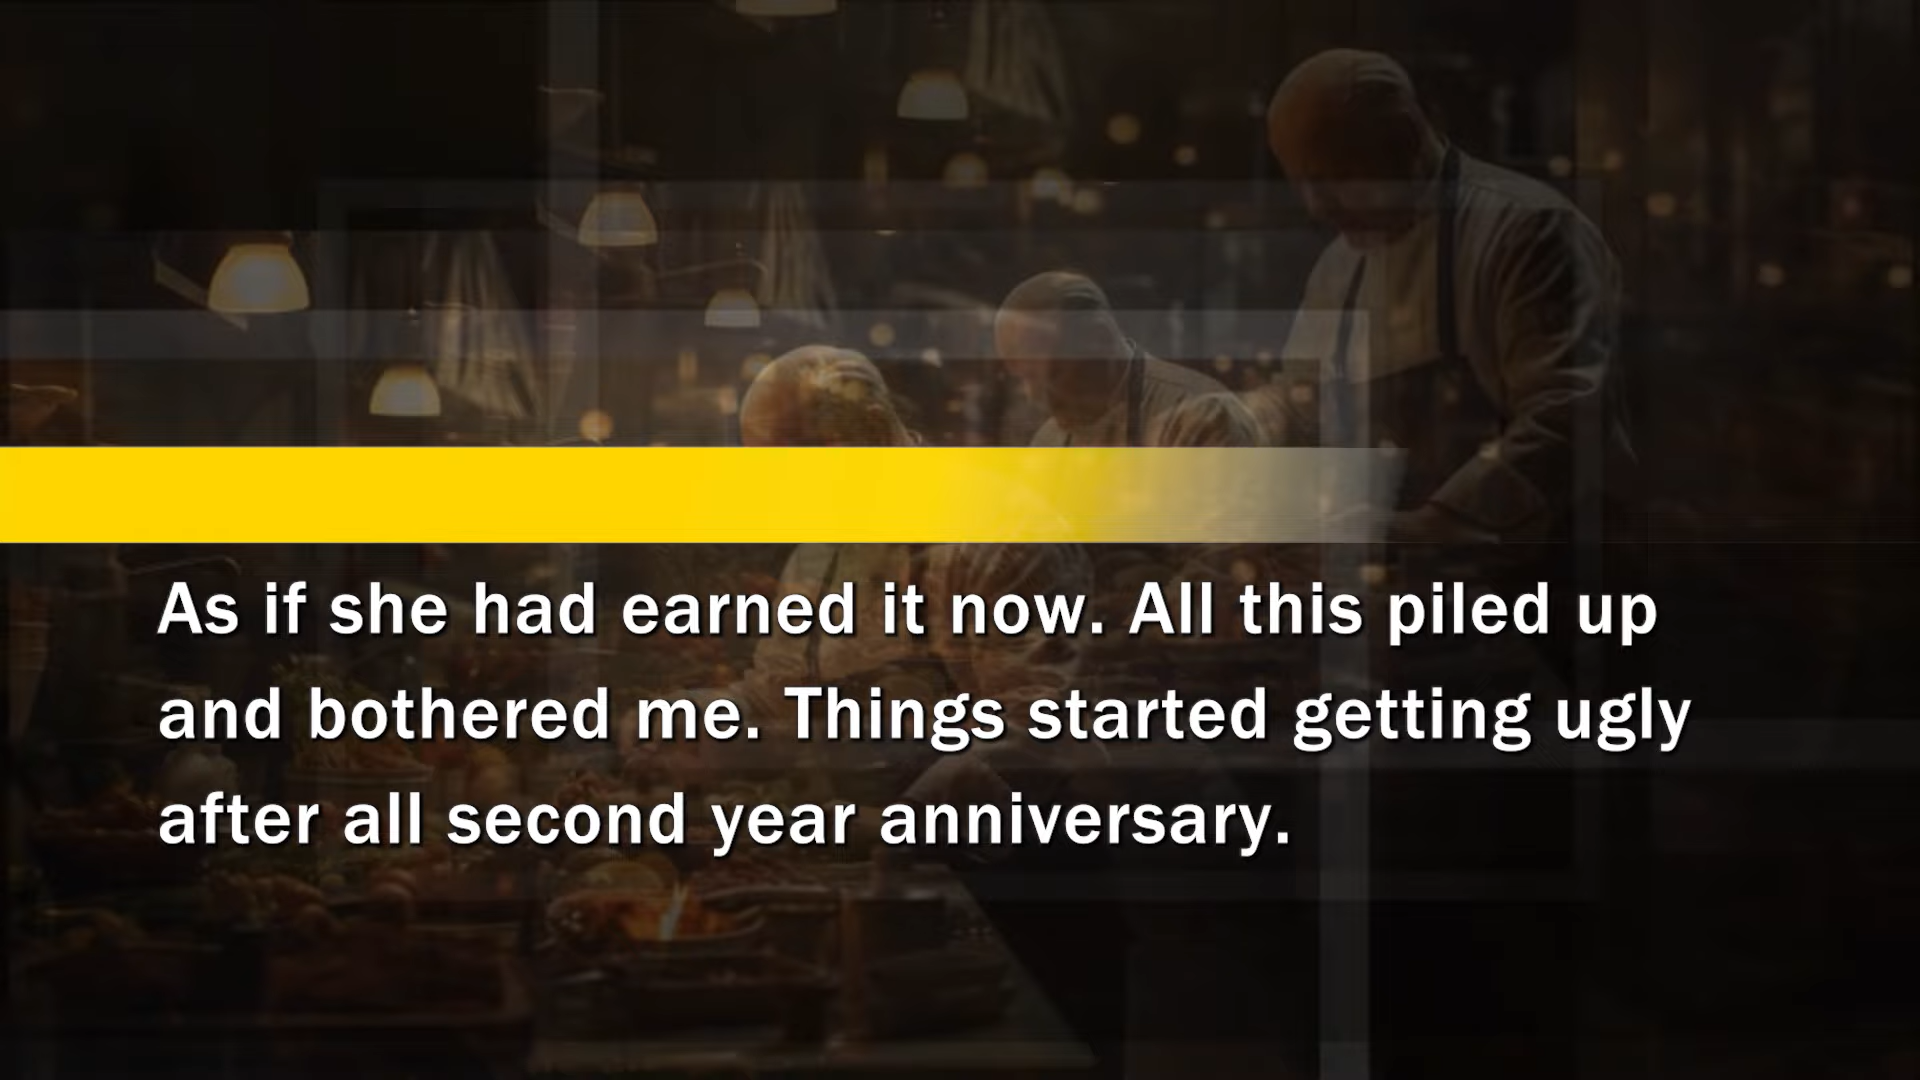 As if she had earned it now. All this piled up
and bothered me. Things started getting ugly
after all second year anniversary.